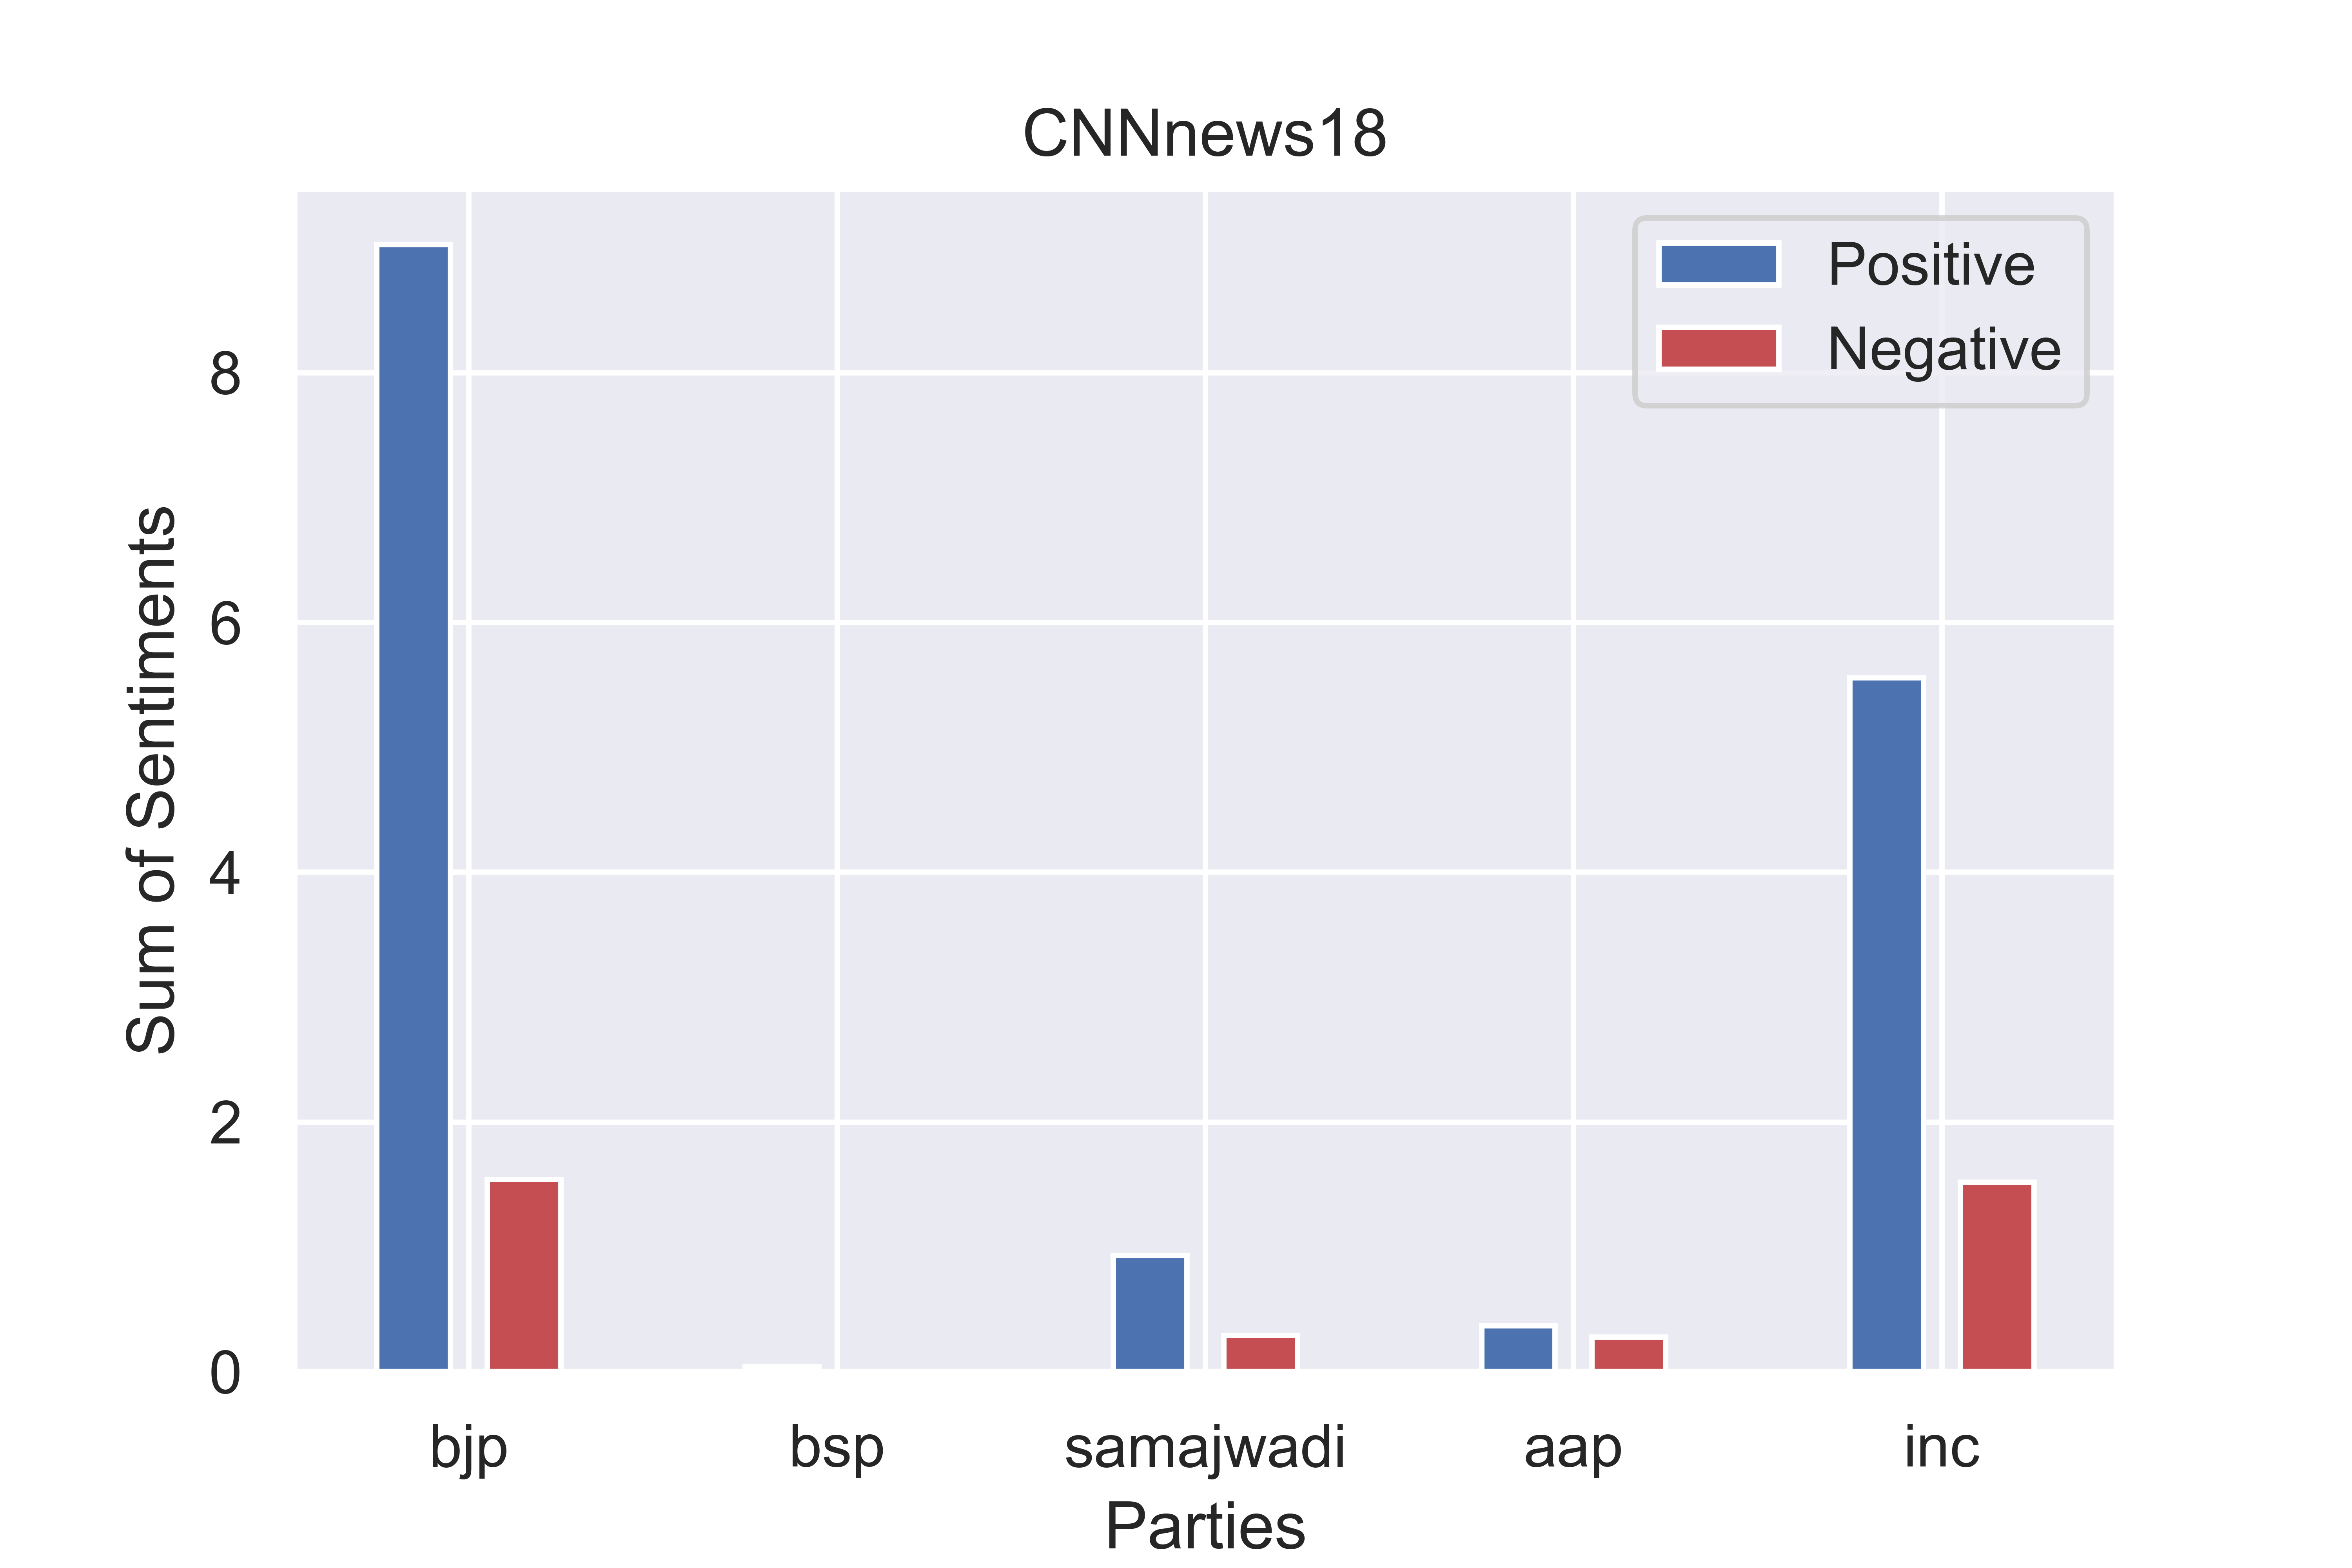 CNNnews18
Positive
Negative
Sum of Sentiments
8
6
4
2
0
bjp bsp samajwadi aap inc
Parties